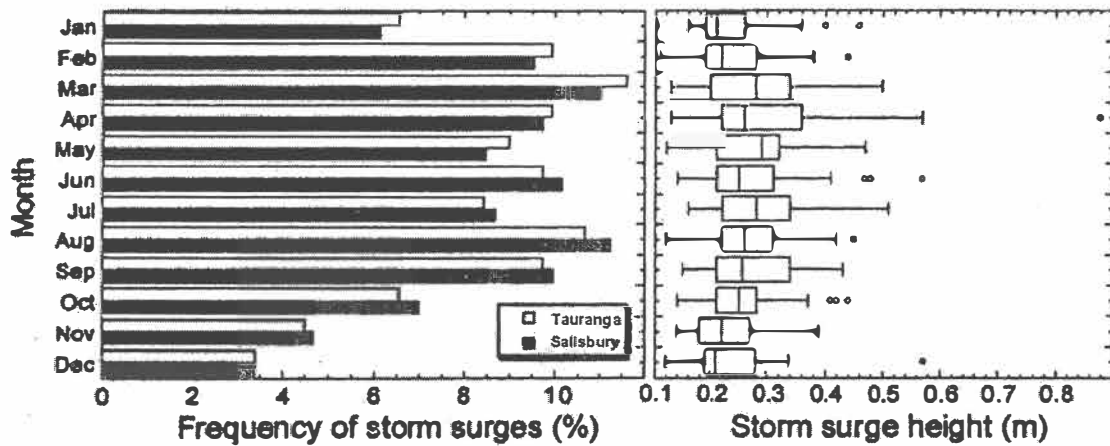 Month
Jan
Feb
Mar
Apr
May
Jun
Jul
Aug
Sep
Oct
Nov
Dec
Tauranga
Salisbury
0 2 4 6 8 10
Frequency of storm surges (%)
0.1 0.2 0.3 0.4 0.5 0.6 0.7 0.8
Storm surge height (m)